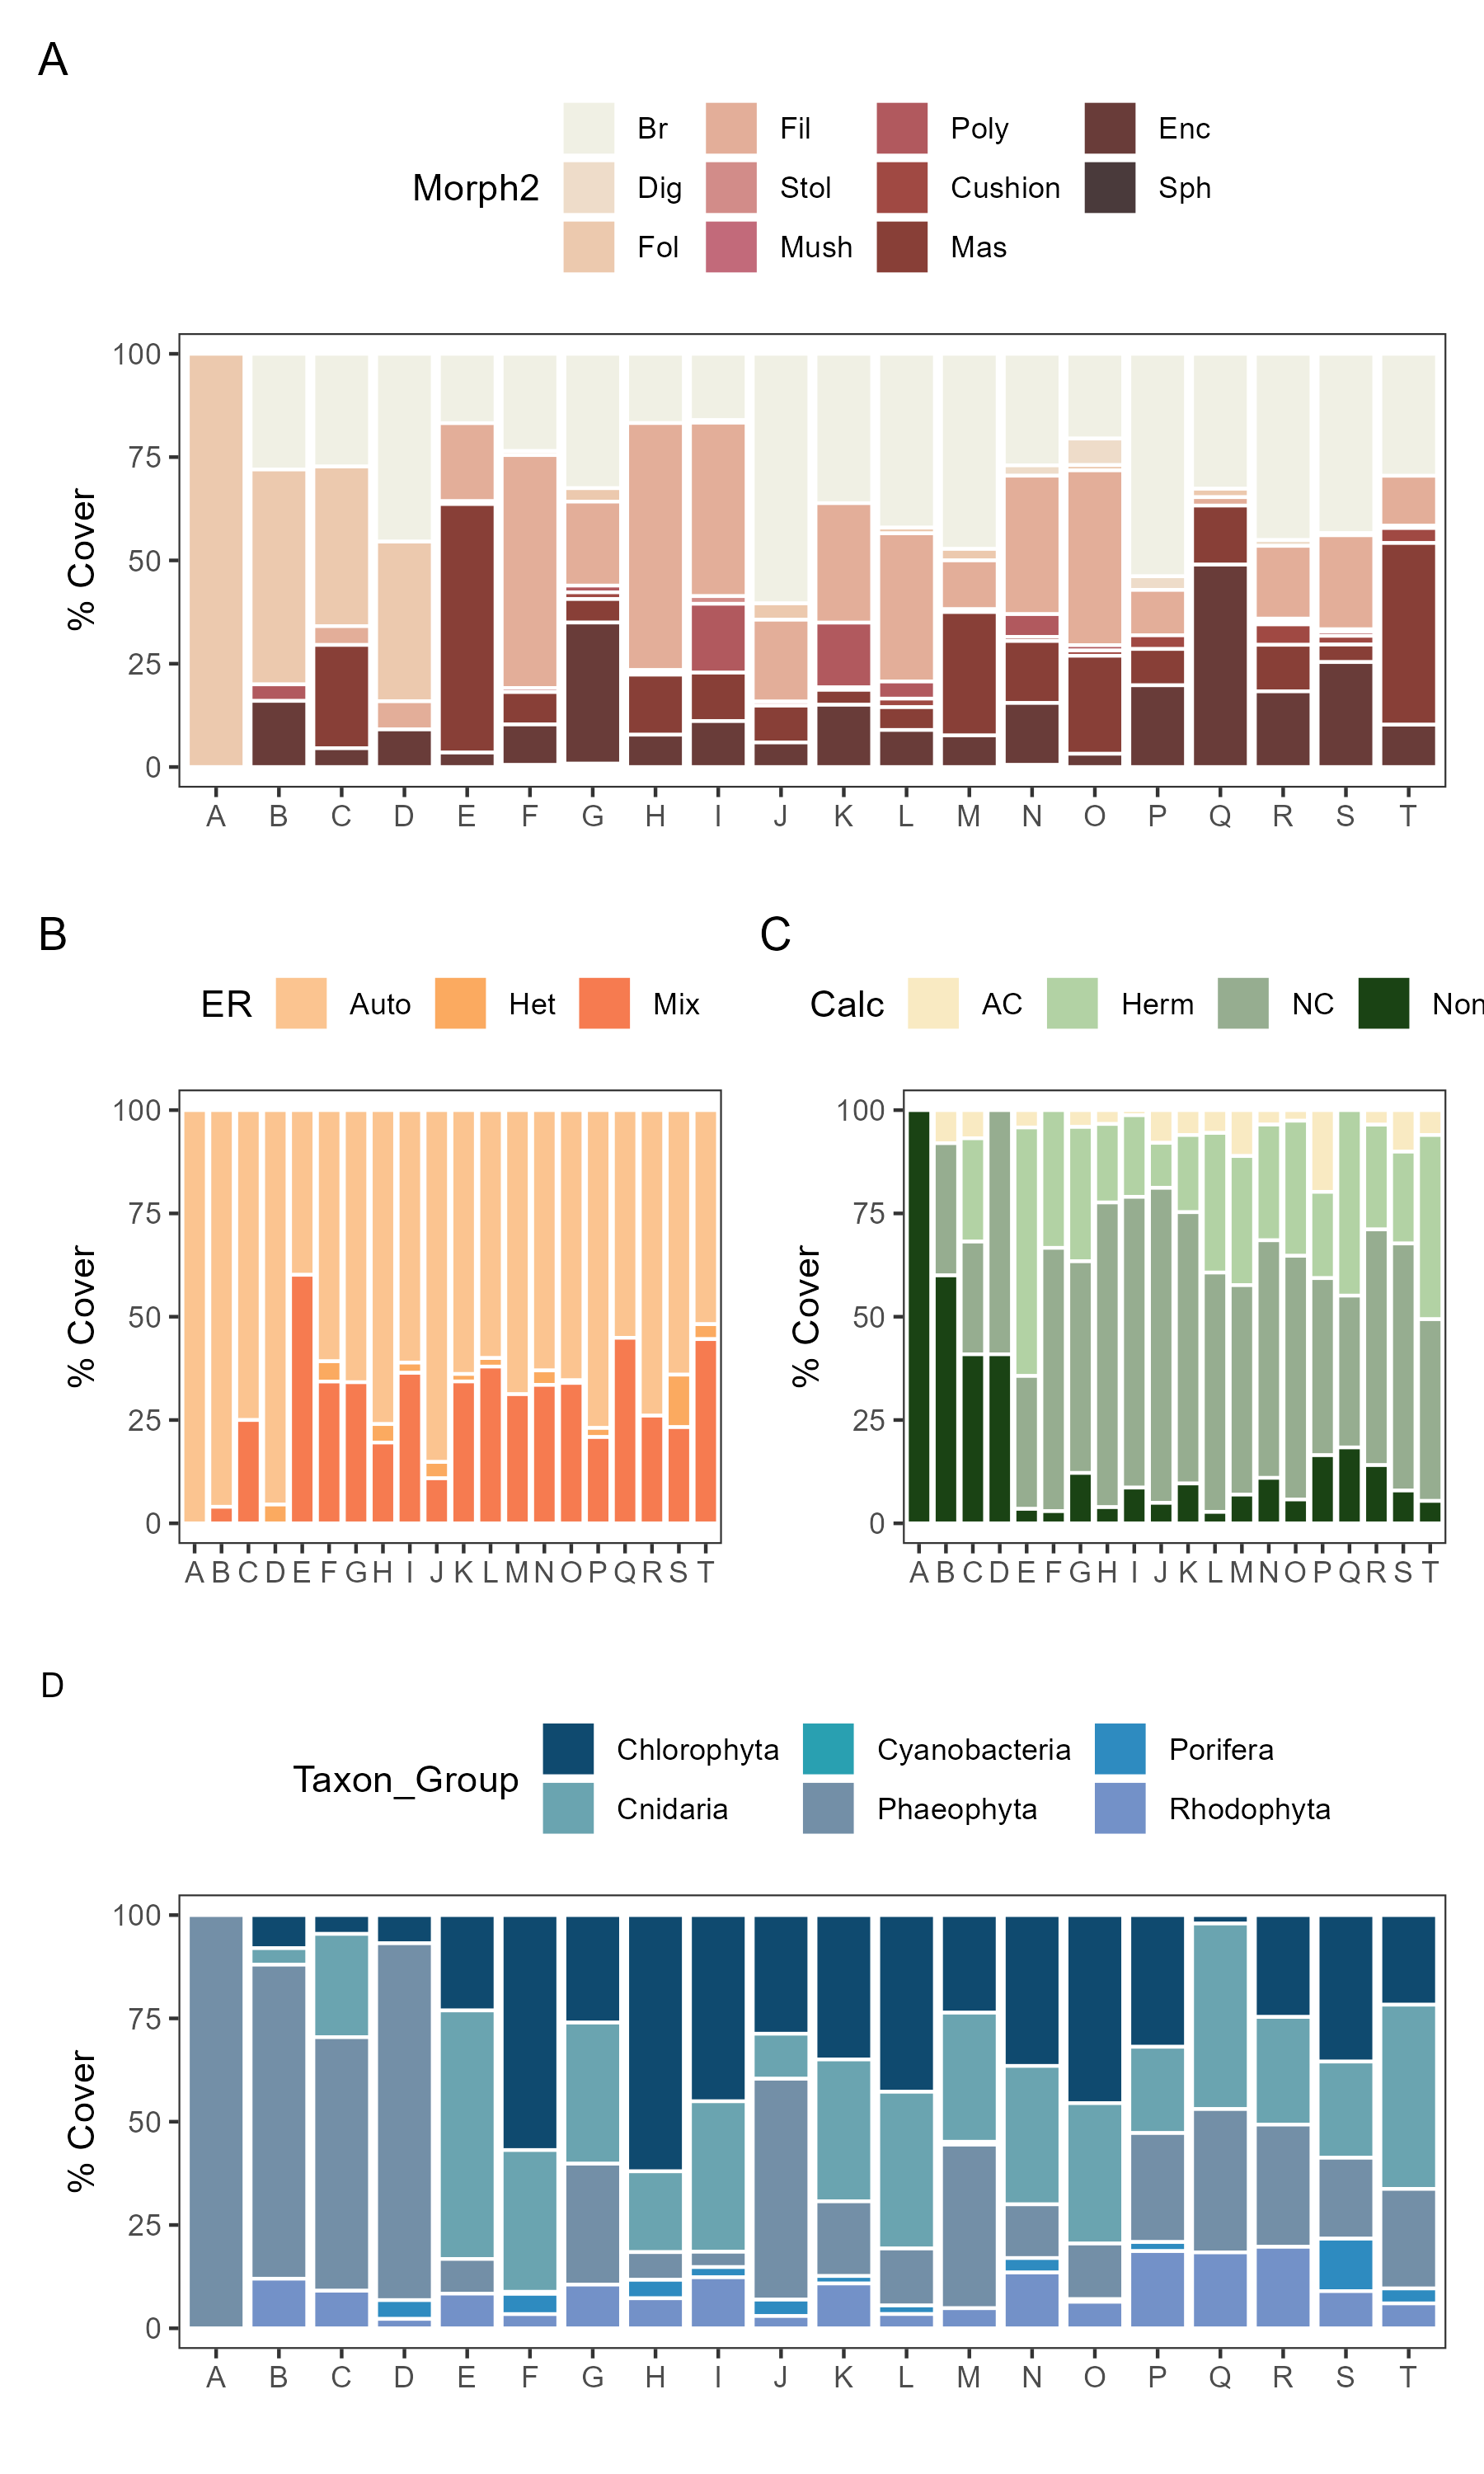 A
Morph2
Br Fil Poly Enc
Dig Stol Cushion Sph
Fol Mush Mas
% Cover
100
75
50
25
0
A B C D E F G H I J K L M N O P Q R S T
B
ER Auto Het Mix
% Cover
100
75
50
25
0
A B C D E F G H I J K L M N O P Q R S T
C
Calc AC Herm NC Non
% Cover
100
75
50
25
0
A B C D E F G H I J K L M N O P Q R S T
D
Taxon_Group
Chlorophyta Cyanobacteria Porifera
Cnidaria Phaeophyta Rhodophyta
% Cover
100
75
50
25
0
A B C D E F G H I J K L M N O P Q R S T